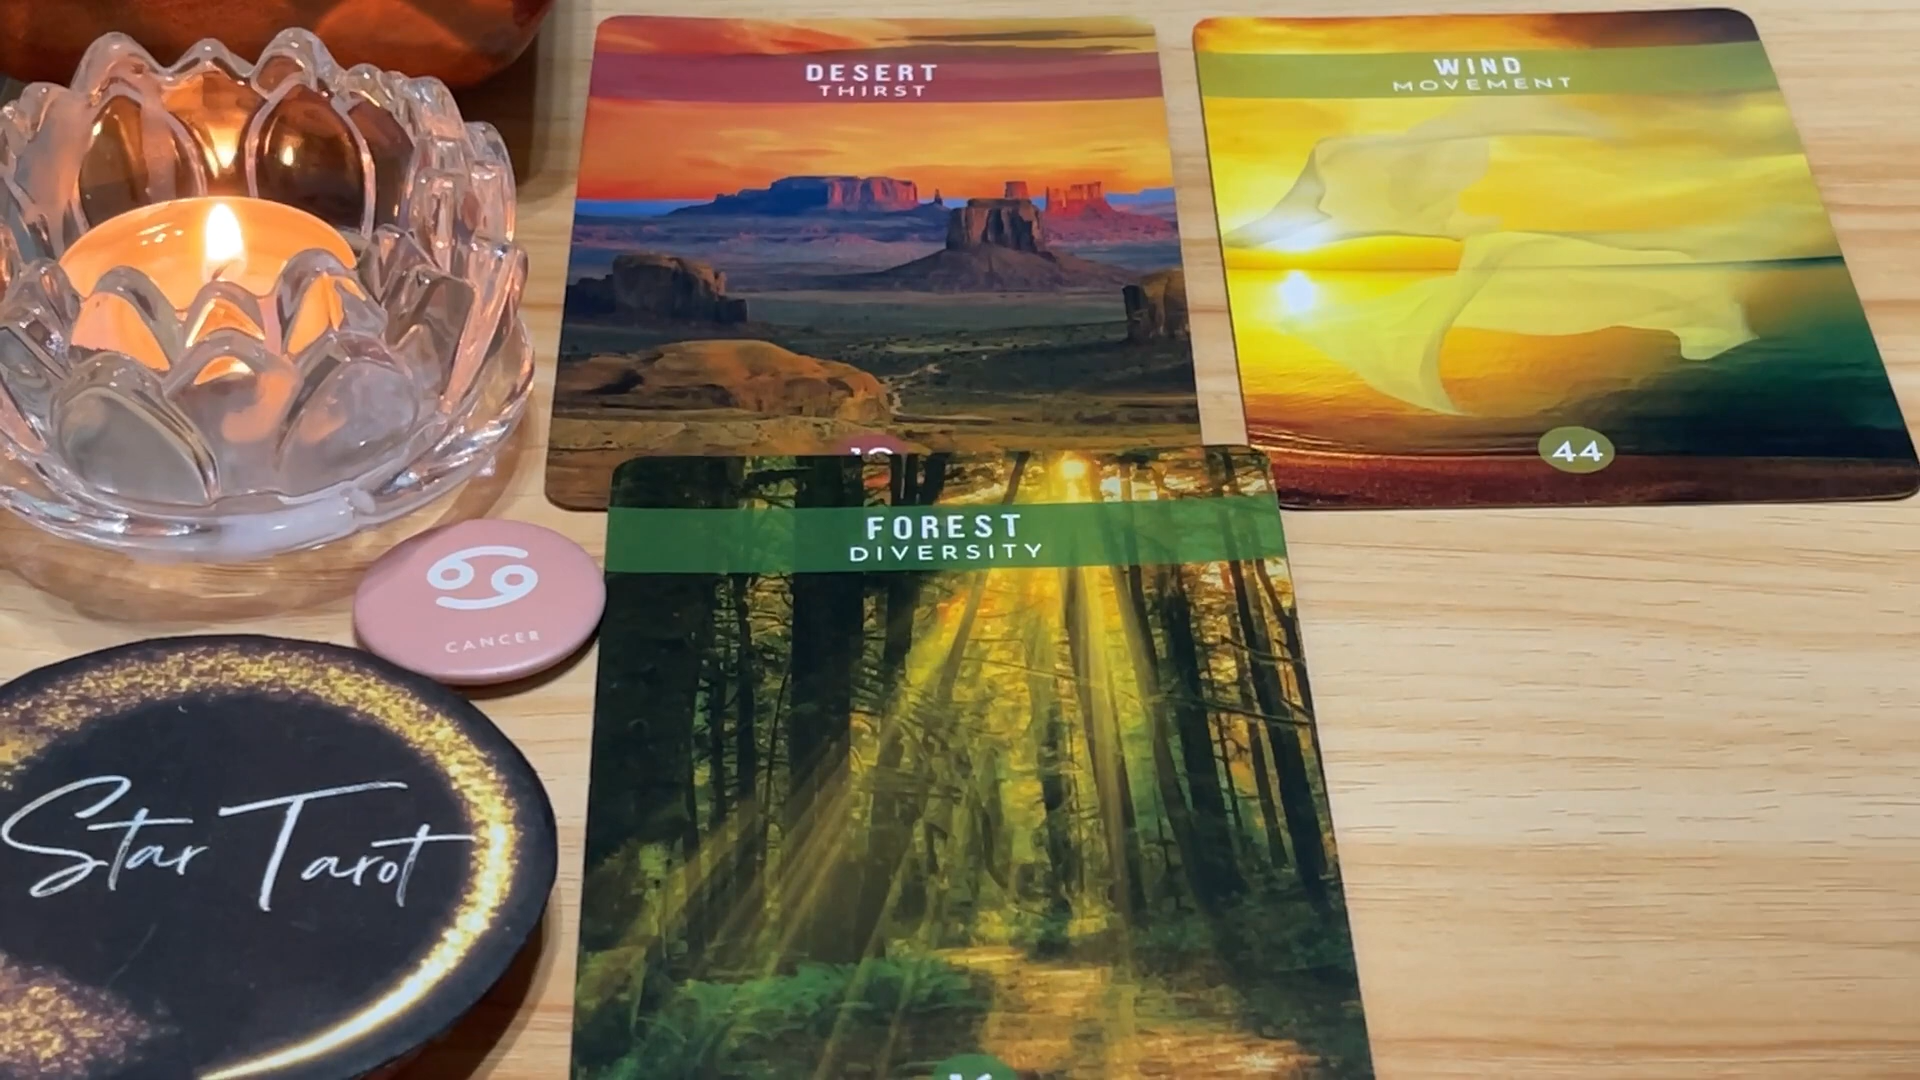 DESERT
THIRST
WIND
MOVEMENT
44
FOREST
DIVERSITY
CANCER
Star Tarot